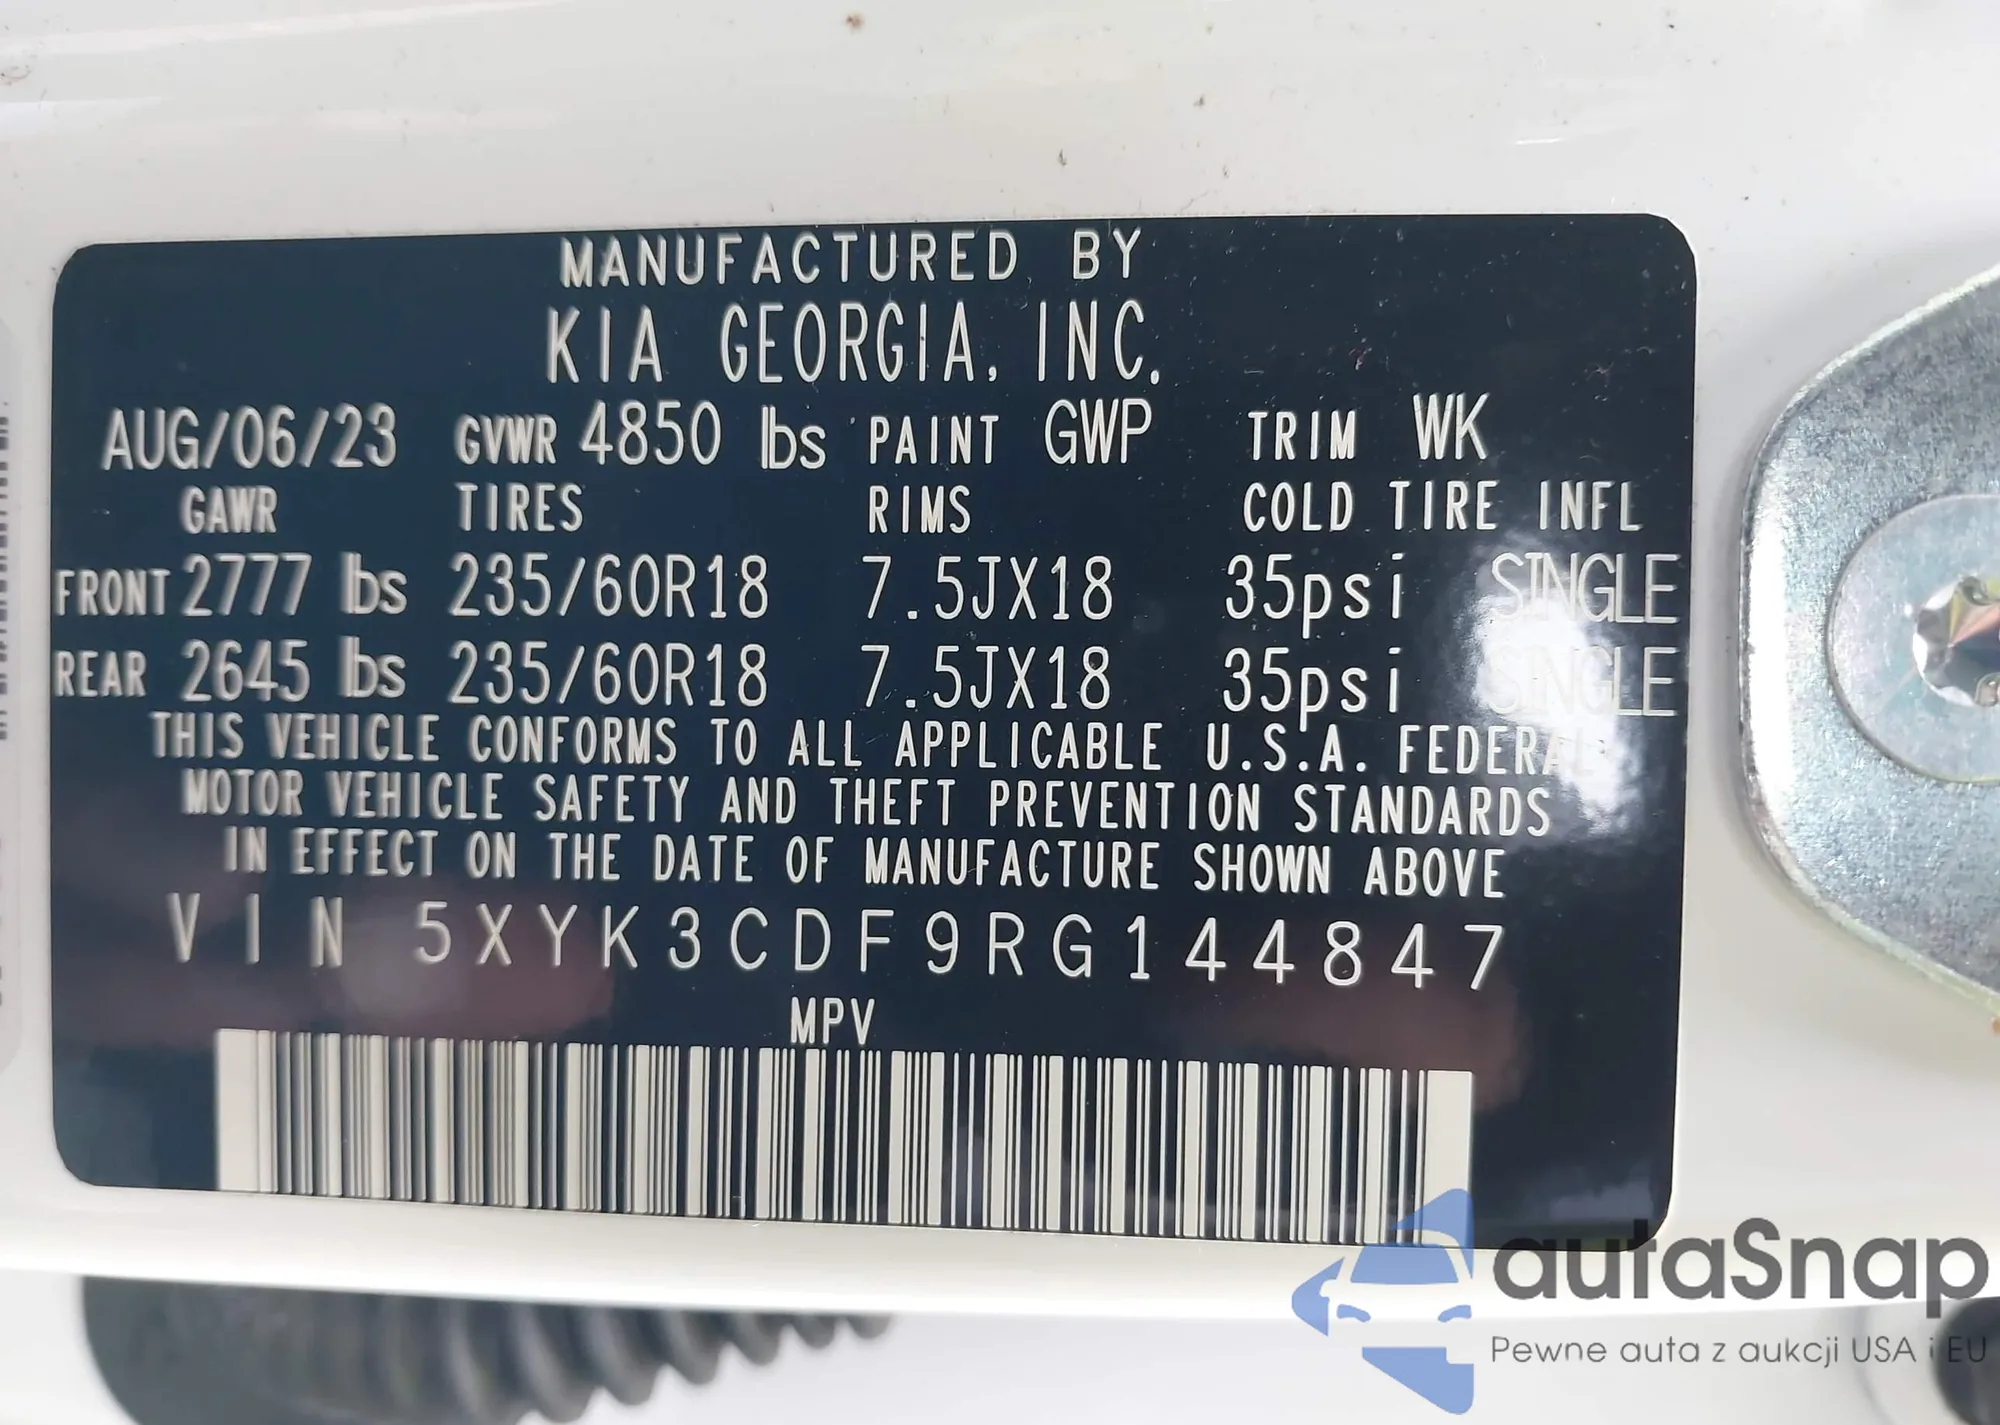 MANUFACTURED BY
KIA GEORGIA, INC.
AUG/06/23 GVWR 4850 lbs PAINT GWP TRIM WK
GAWR TIRES RIMS COLD TIRE INFL
FRONT 2777 lbs 235/60R18 7.5JX18 35psi SINGLE
REAR 2645 lbs 235/60R18 7.5JX18 35psi SINGLE
THIS VEHICLE CONFORMS TO ALL APPLICABLE U.S.A. FEDERAL
MOTOR VEHICLE SAFETY AND THEFT PREVENTION STANDARDS
IN EFFECT ON THE DATE OF MANUFACTURE SHOWN ABOVE
VIN 5XYK3CDF9RG144847
MPV
autaSnap
Pewne auta z aukcji USA i EU